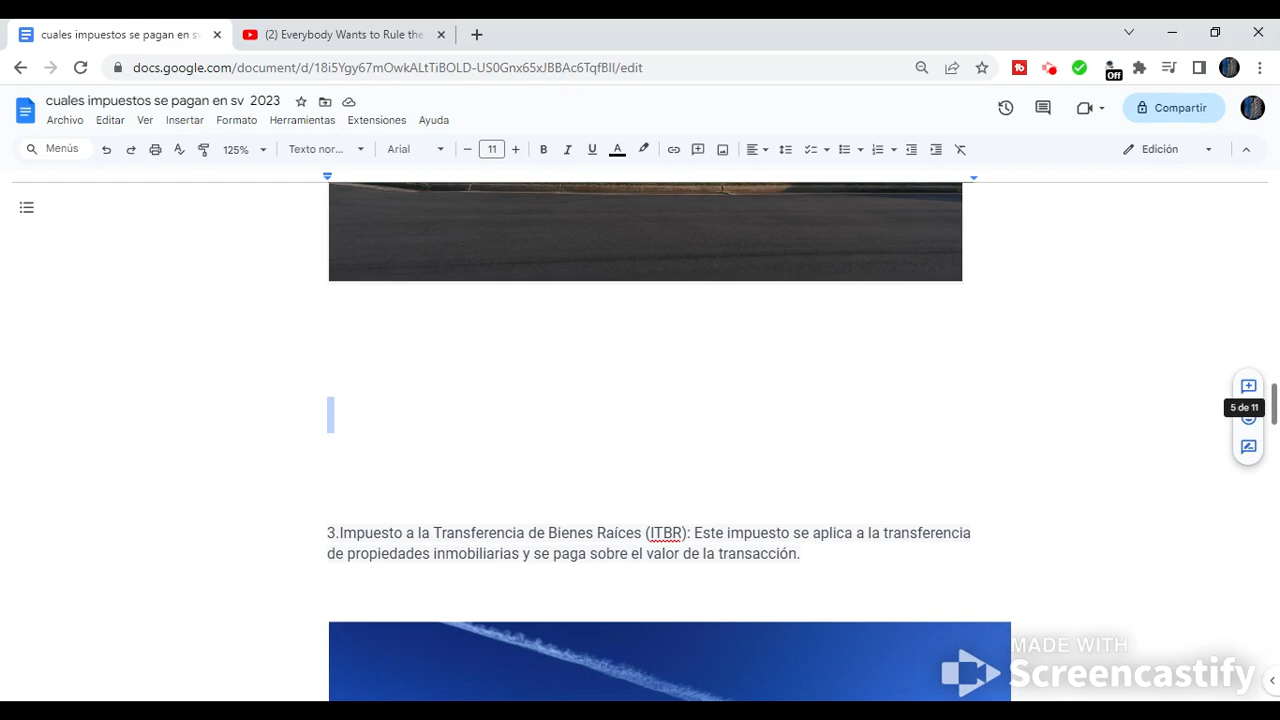 cuales impuestos se pagan en sv
(2) Everybody Wants to Rule the
docs.google.com/document/d/18i5Ygv67mOwkALtTiBOLD-US0Gnx65xJBBAc6TqfBlI/edit
Off
cuales impuestos se pagan en sv 2023
Compartir
Archivo Editar Ver Insertar Formato Herramientas Extensiones Ayuda
Menús 125% Texto nor... Arial 11 B I U A Edición
5 de 11
3.Impuesto a la Transferencia de Bienes Raíces (ITBR): Este impuesto se aplica a la transferencia
de propiedades inmobiliarias y se paga sobre el valor de la transacción.
MADE WITH
Screencastify